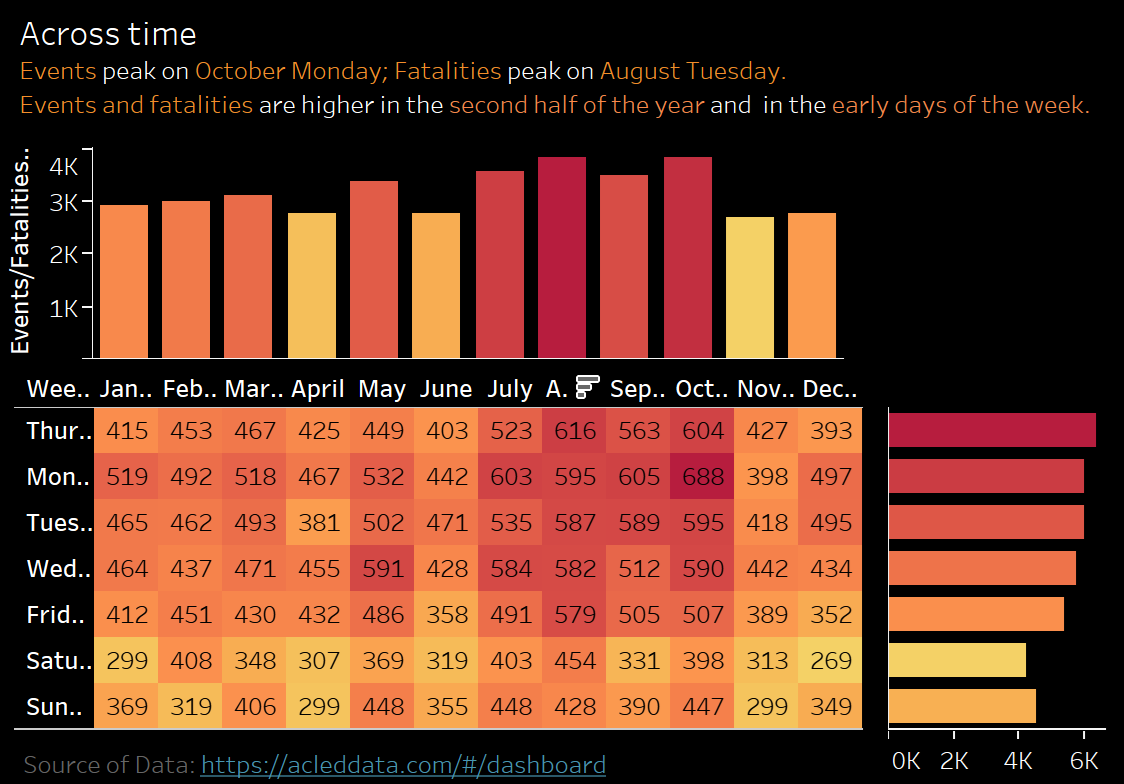 Across time
Events peak on October Monday; Fatalities peak on August Tuesday.
Events and fatalities are higher in the second half of the year and  in the early days of the week.
Events/Fatalities..
4K
3K
2K
1K
Wee.. Jan.. Feb.. Mar.. April May June July A. Sep.. Oct.. Nov.. Dec..
Thur.. 415 453 467 425 449 403 523 616 563 604 427 393
Mon.. 519 492 518 467 532 442 603 595 605 688 398 497
Tues.. 465 462 493 381 502 471 535 587 589 595 418 495
Wed.. 464 437 471 455 591 428 584 582 512 590 442 434
Frid.. 412 451 430 432 486 358 491 579 505 507 389 352
Satu.. 299 408 348 307 369 319 403 454 331 398 313 269
Sun.. 369 319 406 299 448 355 448 428 390 447 299 349
0K 2K 4K 6K
Source of Data: https://acleddata.com/#/dashboard